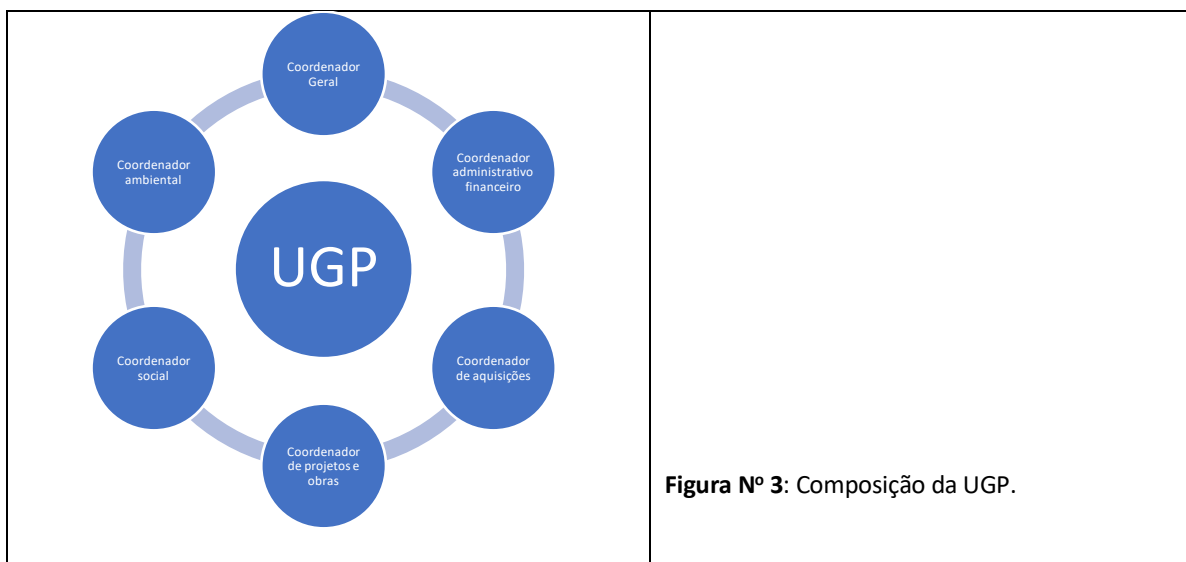 Coordenador
Geral
Coordenador
administrativo
financeiro
Coordenador
de aquisições
Coordenador
de projetos e
obras
Coordenador
social
Coordenador
ambiental
UGP
Figura Nº 3: Composição da UGP.